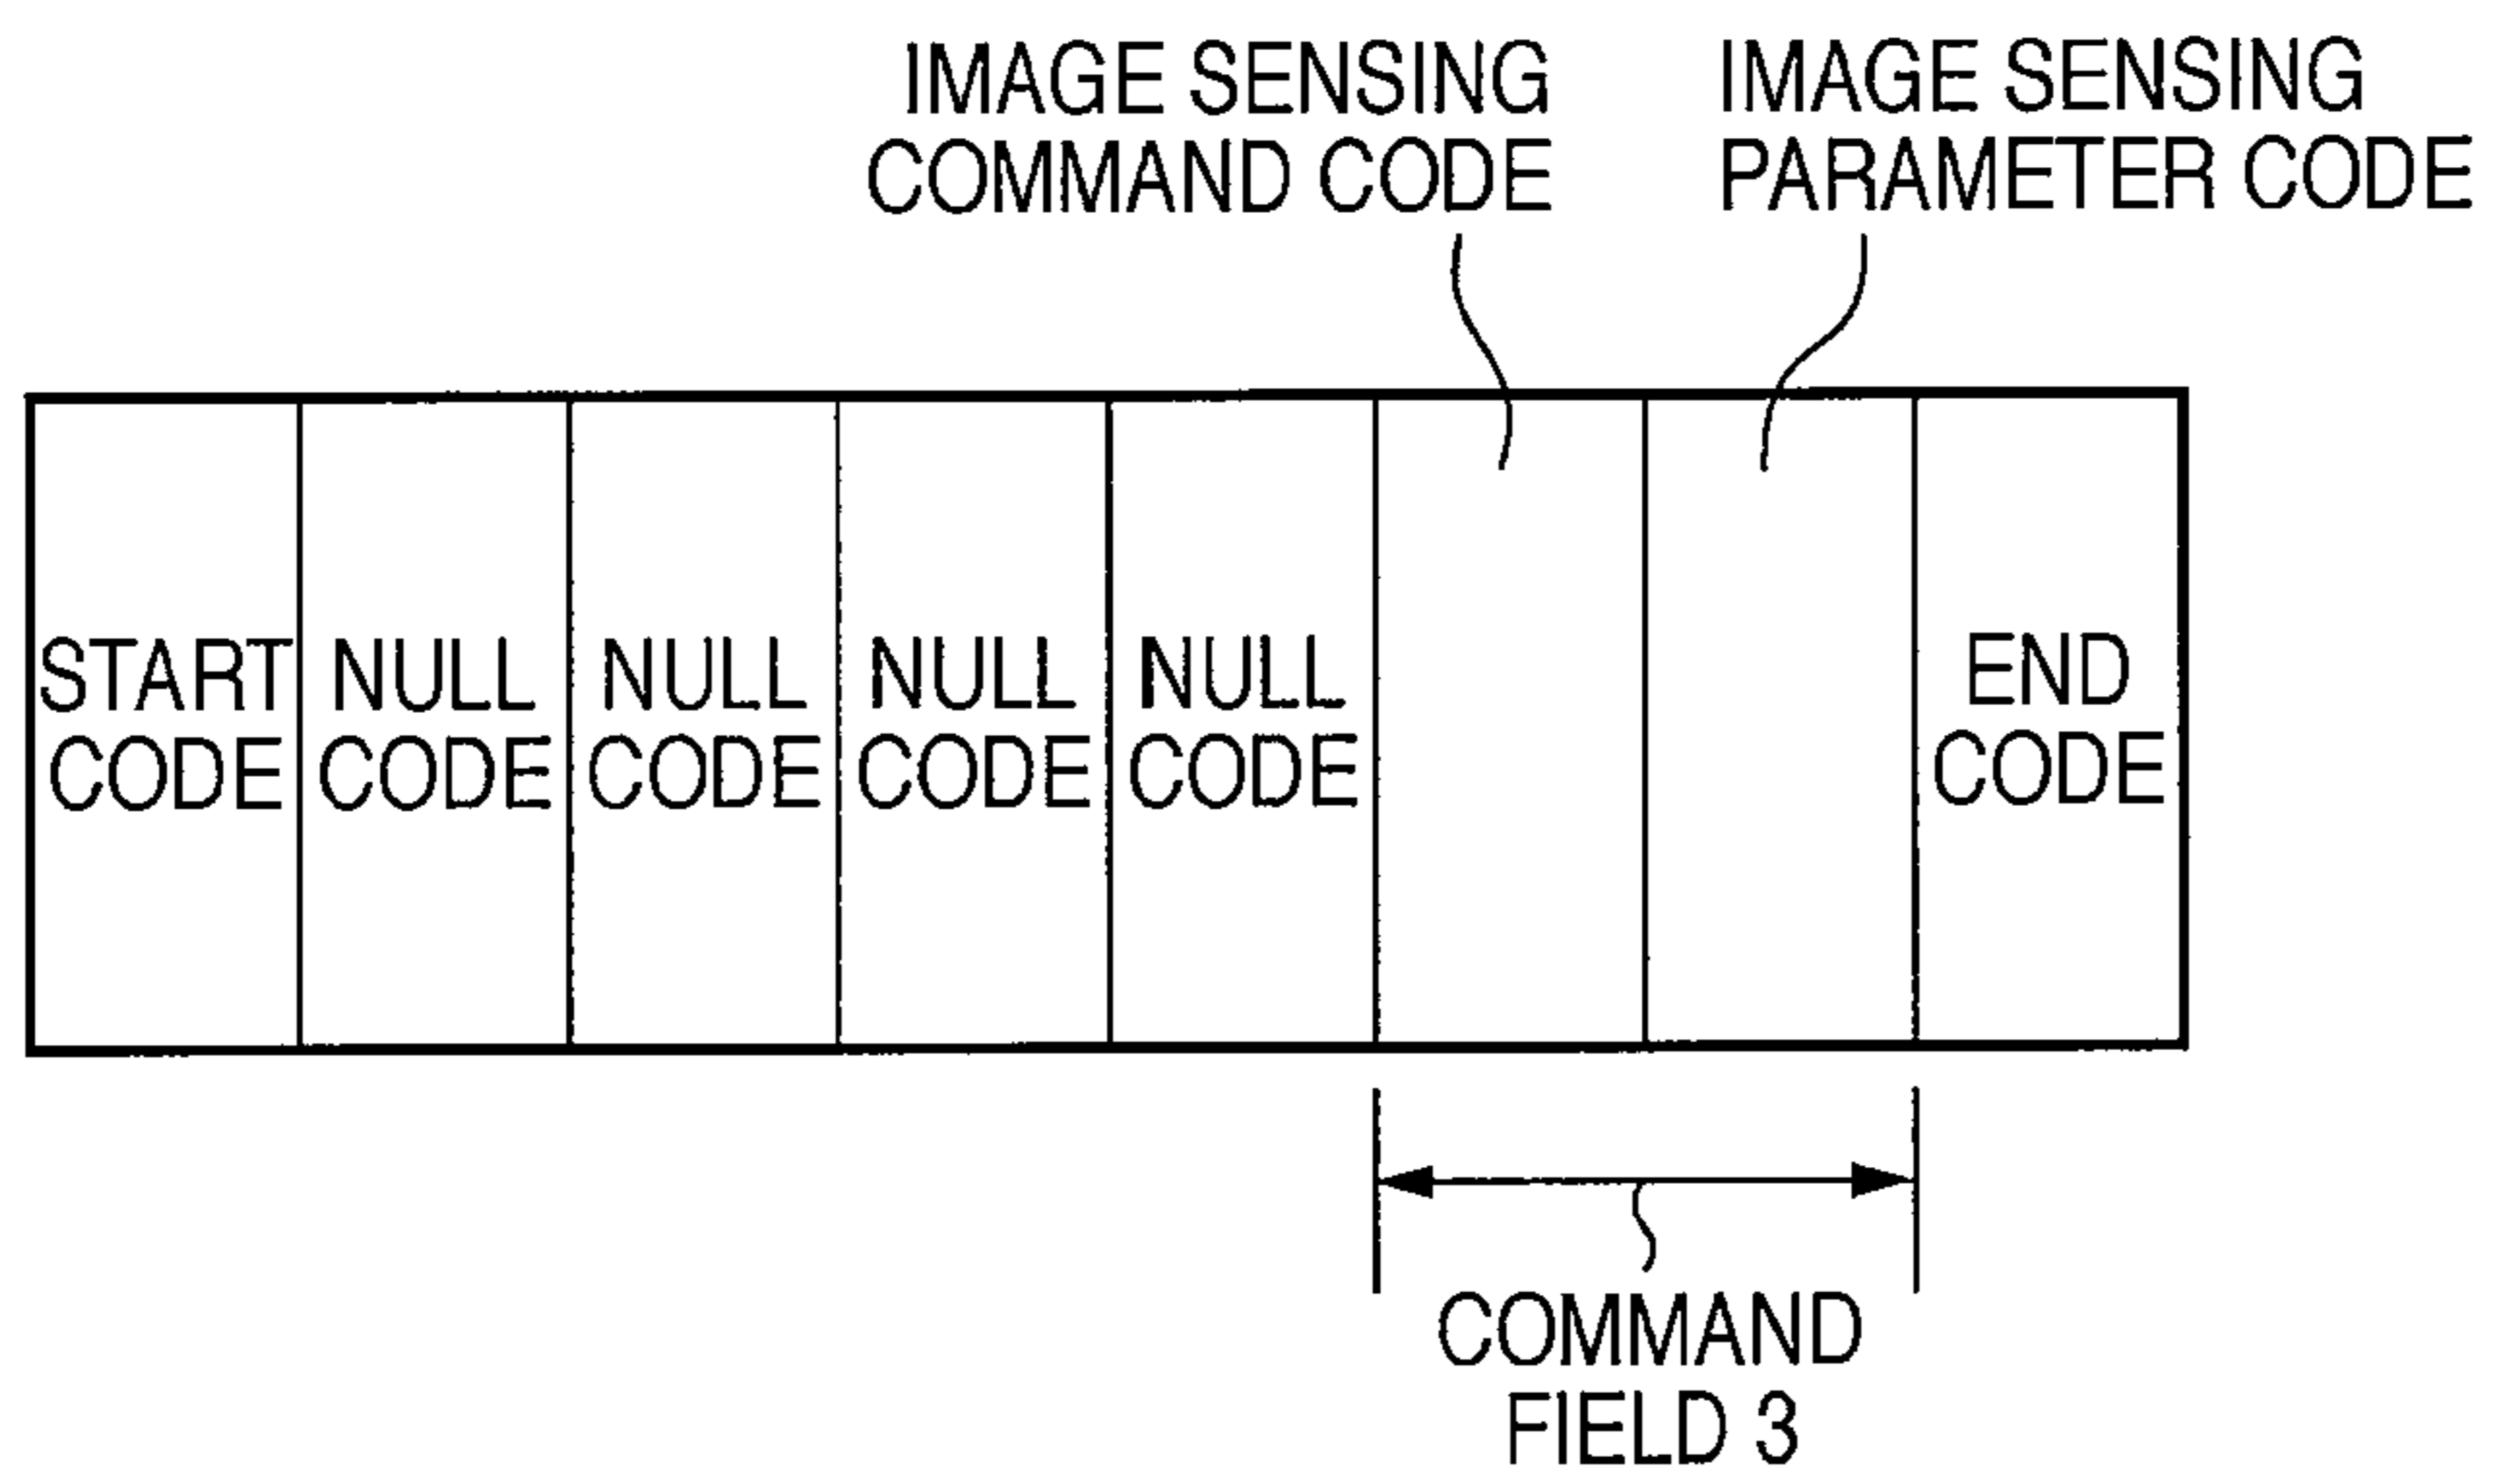 IMAGE SENSING
COMMAND CODE
IMAGE SENSING
PARAMETER CODE
START
CODE
NULL
CODE
NULL
CODE
NULL
CODE
NULL
CODE
END
CODE
COMMAND
FIELD 3